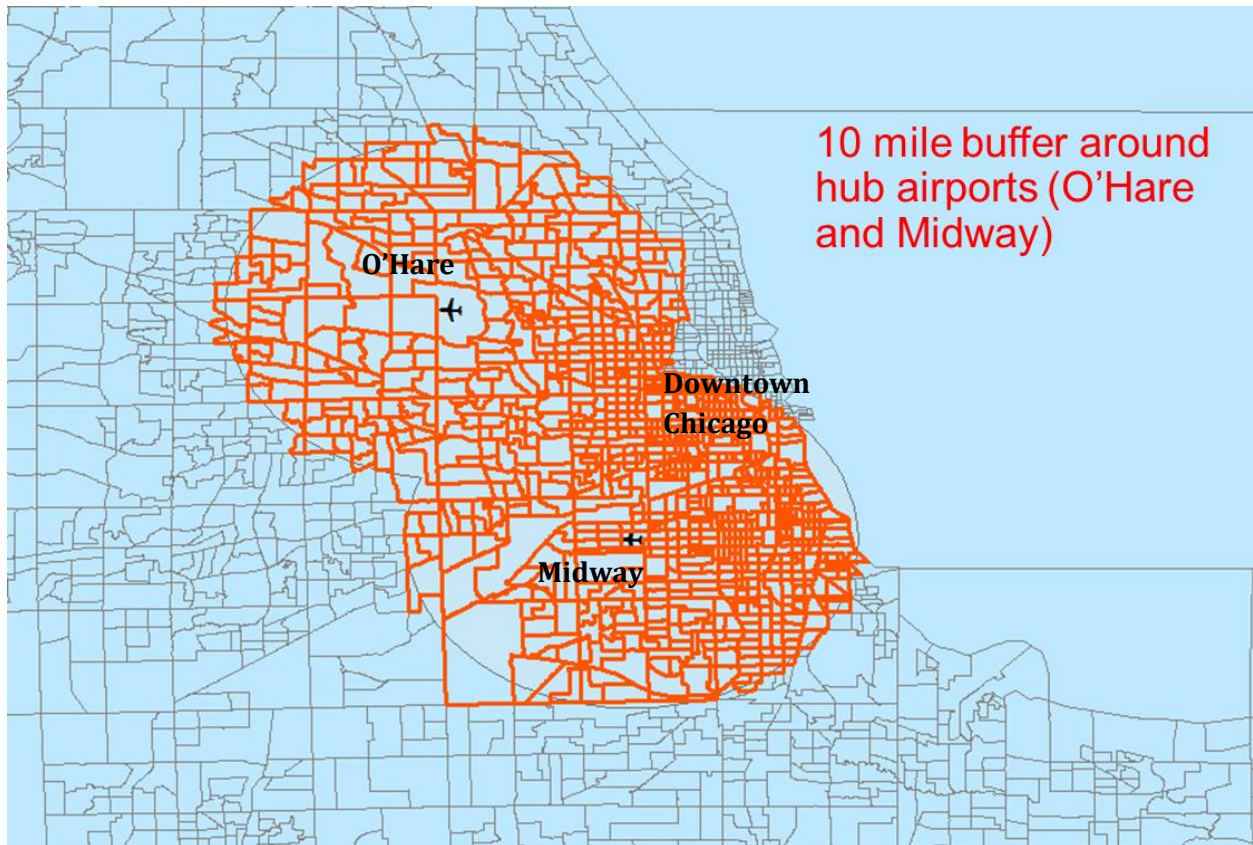 10 mile buffer around
hub airports (O’Hare
and Midway)
O’Hare
Downtown
Chicago
Midway